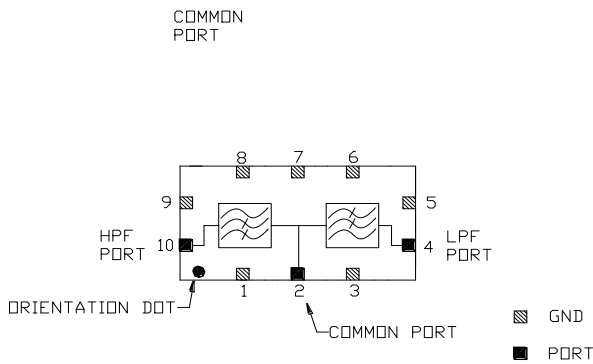 COMMON
PORT
8 7 6
9 5
HPF
PORT
10
4
LPF
PORT
1 2 3
ORIENTATION DOT
COMMON PORT
GND
PORT